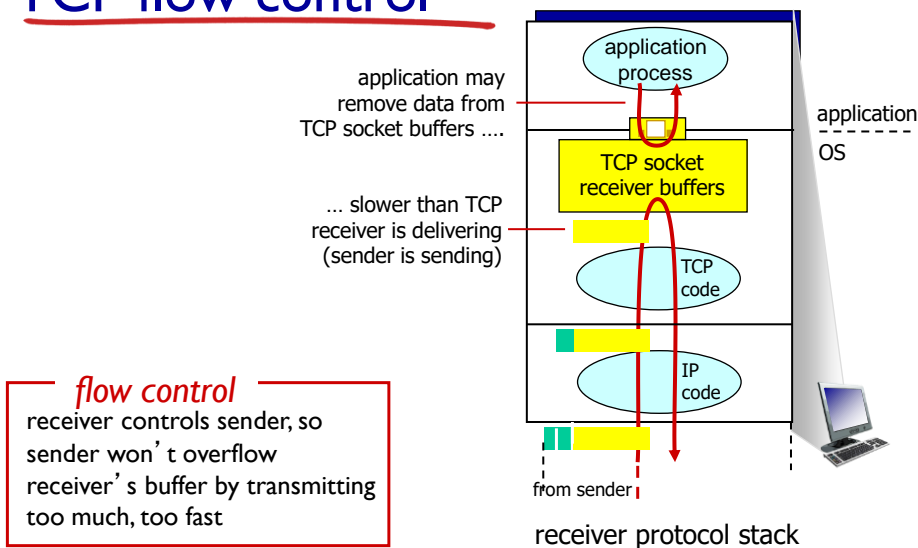 TCP flow control
application may
remove data from
TCP socket buffers ….
… slower than TCP
receiver is delivering
(sender is sending)
flow control
receiver controls sender, so
sender won’ t overflow
receiver’ s buffer by transmitting
too much, too fast
application
process
TCP socket
receiver buffers
TCP
code
IP
code
from sender
application
OS
receiver protocol stack